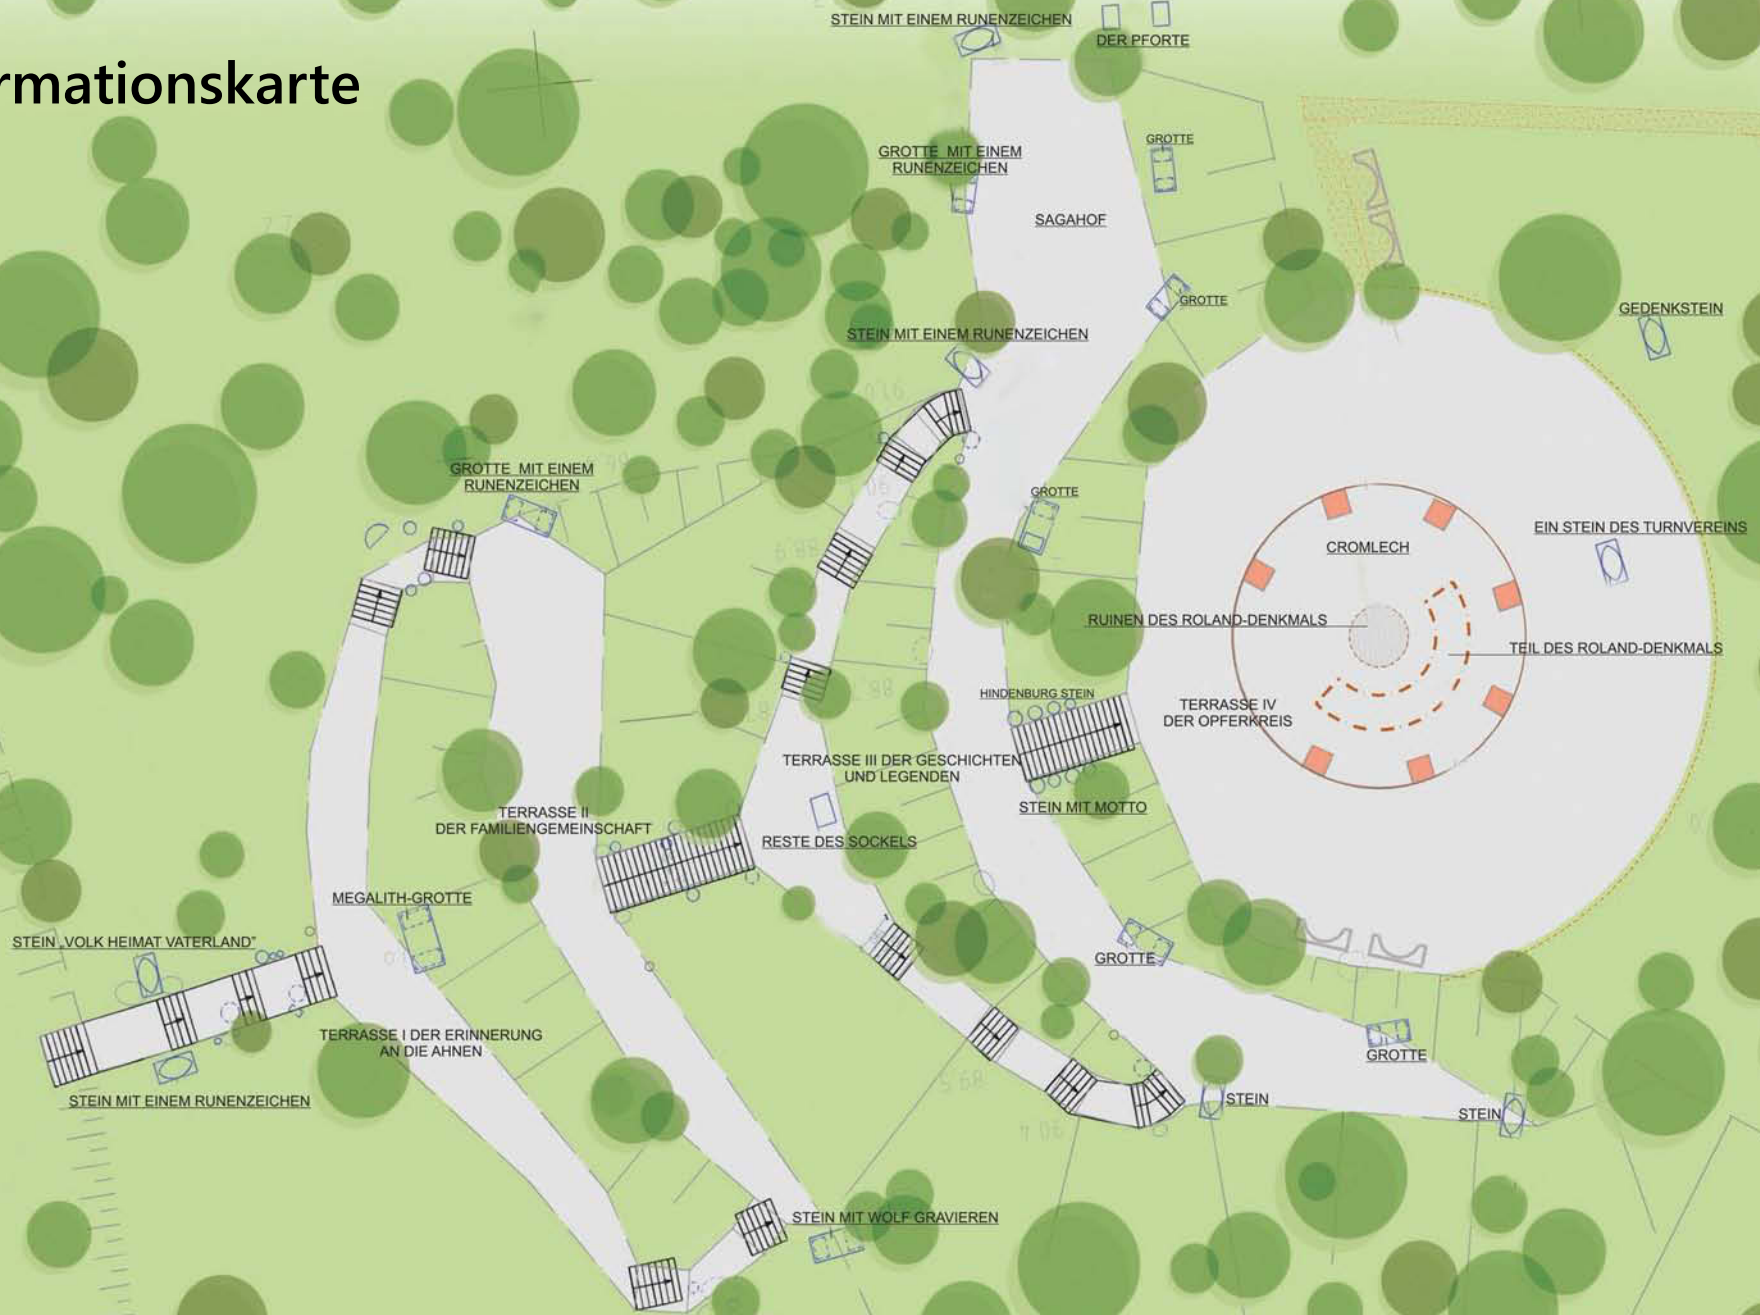 rmationskarte
STEIN MIT EINEM RUNENZEICHEN
DER PFORTE
GROTTE
GROTTE MIT EINEM
RUNENZEICHEN
SAGAHOF
GROTTE
GEDENKSTEIN
STEIN MIT EINEM RUNENZEICHEN
GROTTE MIT EINEM
RUNENZEICHEN
GROTTE
EIN STEIN DES TURNVEREINS
CROMLECH
RUINEN DES ROLAND-DENKMALS
TEIL DES ROLAND-DENKMALS
HINDENBURG STEIN
TERRASSE IV
DER OPFERKREIS
TERRASSE III DER GESCHICHTEN
UND LEGENDEN
STEIN MIT MOTTO
TERRASSE II
DER FAMILIENGEMEINSCHAFT
RESTE DES SOCKELS
MEGALITH-GROTTE
STEIN „VOLK HEIMAT VATERLAND"
GROTTE
TERRASSE I DER ERINNERUNG
AN DIE AHNEN
GROTTE
STEIN MIT EINEM RUNENZEICHEN
STEIN
STEIN
STEIN MIT WOLF GRAVIEREN